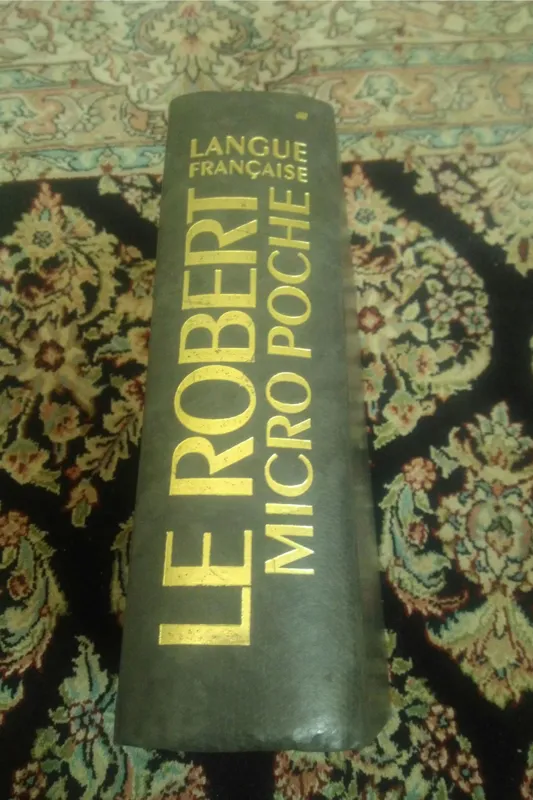 LANGUE
FRANÇAISE
LE ROBERT
MICRO POCHE